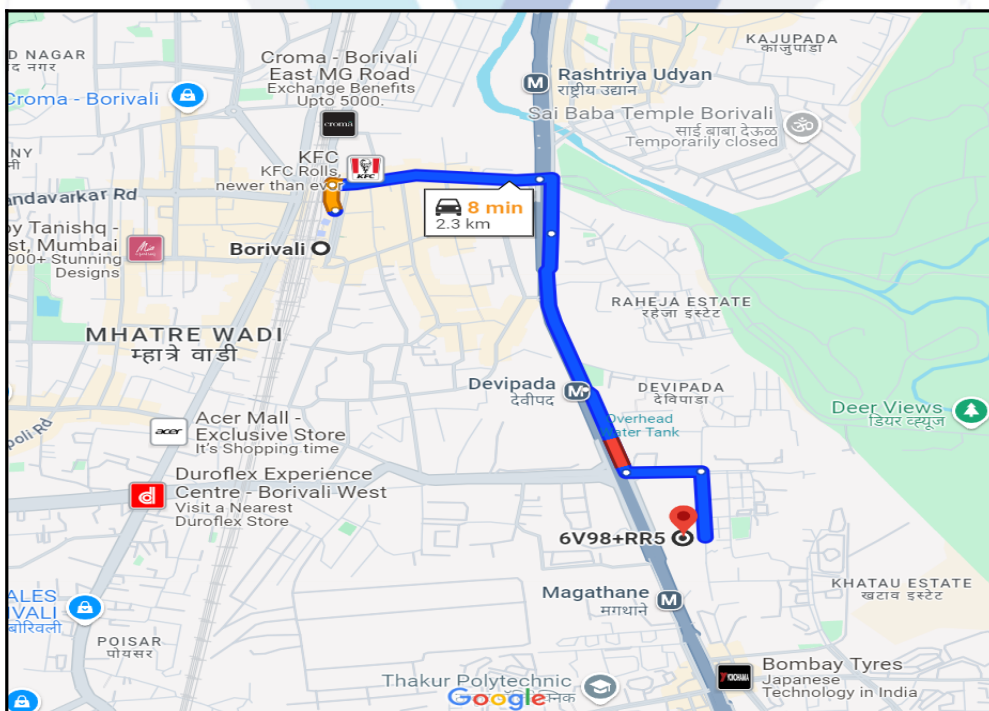 KAJUPADA
काजुपाडा
D NAGAR
द नगर
Croma - Borivali
East MG Road
Exchange Benefits
Upto 5000.
croma
Rashtriya Udyan
राष्ट्रीय उद्यान
M
Croma - Borivali
Sai Baba Temple Borivali
साई बाबा देऊळ
Temporarily closed
ANY
नी
KFC
KFC Rolls,
newer than ever
KFC
andavarkar Rd
8 min
2.3 km
by Tanishq -
st, Mumbai
000+ Stunning
Designs
Borivali
RAHEJA ESTATE
रहेजा इस्टेट
MHATRE WADI
म्हात्रे वाडी
Devipada
देवीपद
M
DEVIPADA
देविपाडा
Overhead
Water Tank
Deer Views
डियर व्ह्यूज
poli Rd
acer
Acer Mall -
Exclusive Store
It's Shopping time
d
Duroflex Experience
Centre - Borivali West
Visit a Nearest
Duroflex Store
6V98+RR5
Magathane
मगथाने
M
KHATAU ESTATE
खटाव इस्टेट
ALES
IVALI
बोरिवली
POISAR
पोयसर
Bombay Tyres
Japanese
Technology in India
YOKOHAMA
Thakur Polytechnic
Google